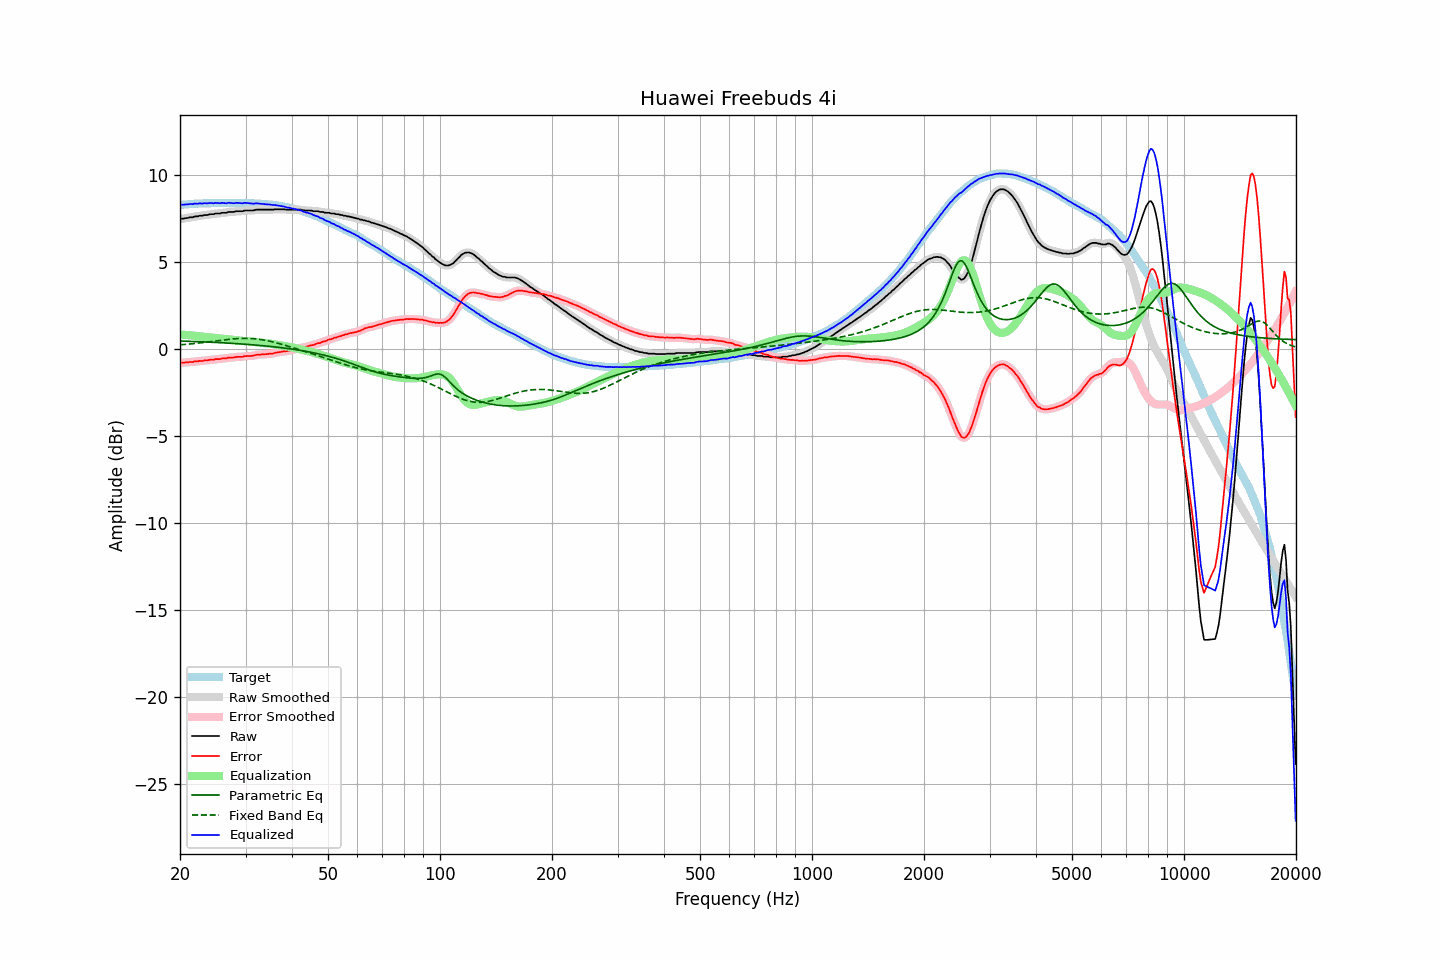 Huawei Freebuds 4i
Amplitude (dBr)
10
5
0
−5
−10
−15
−20
−25
Target
Raw Smoothed
Error Smoothed
Raw
Error
Equalization
Parametric Eq
Fixed Band Eq
Equalized
20 50 100 200 500 1000 2000 5000 10000 20000
Frequency (Hz)